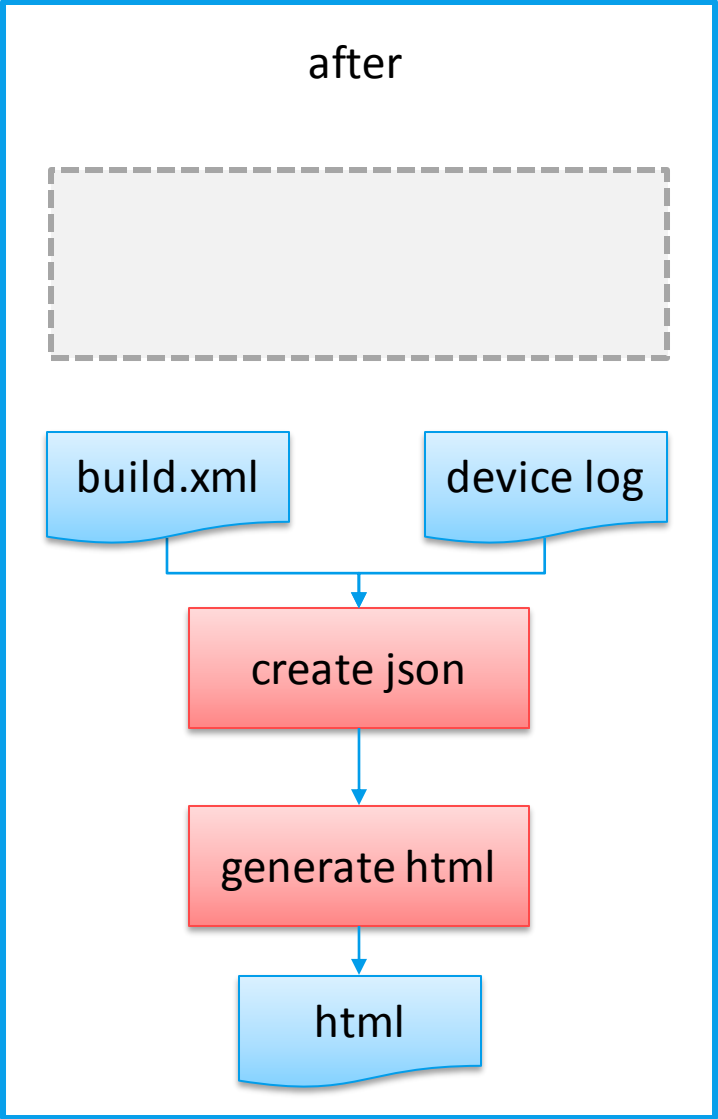 after
build.xml
device log
create json
generate html
html